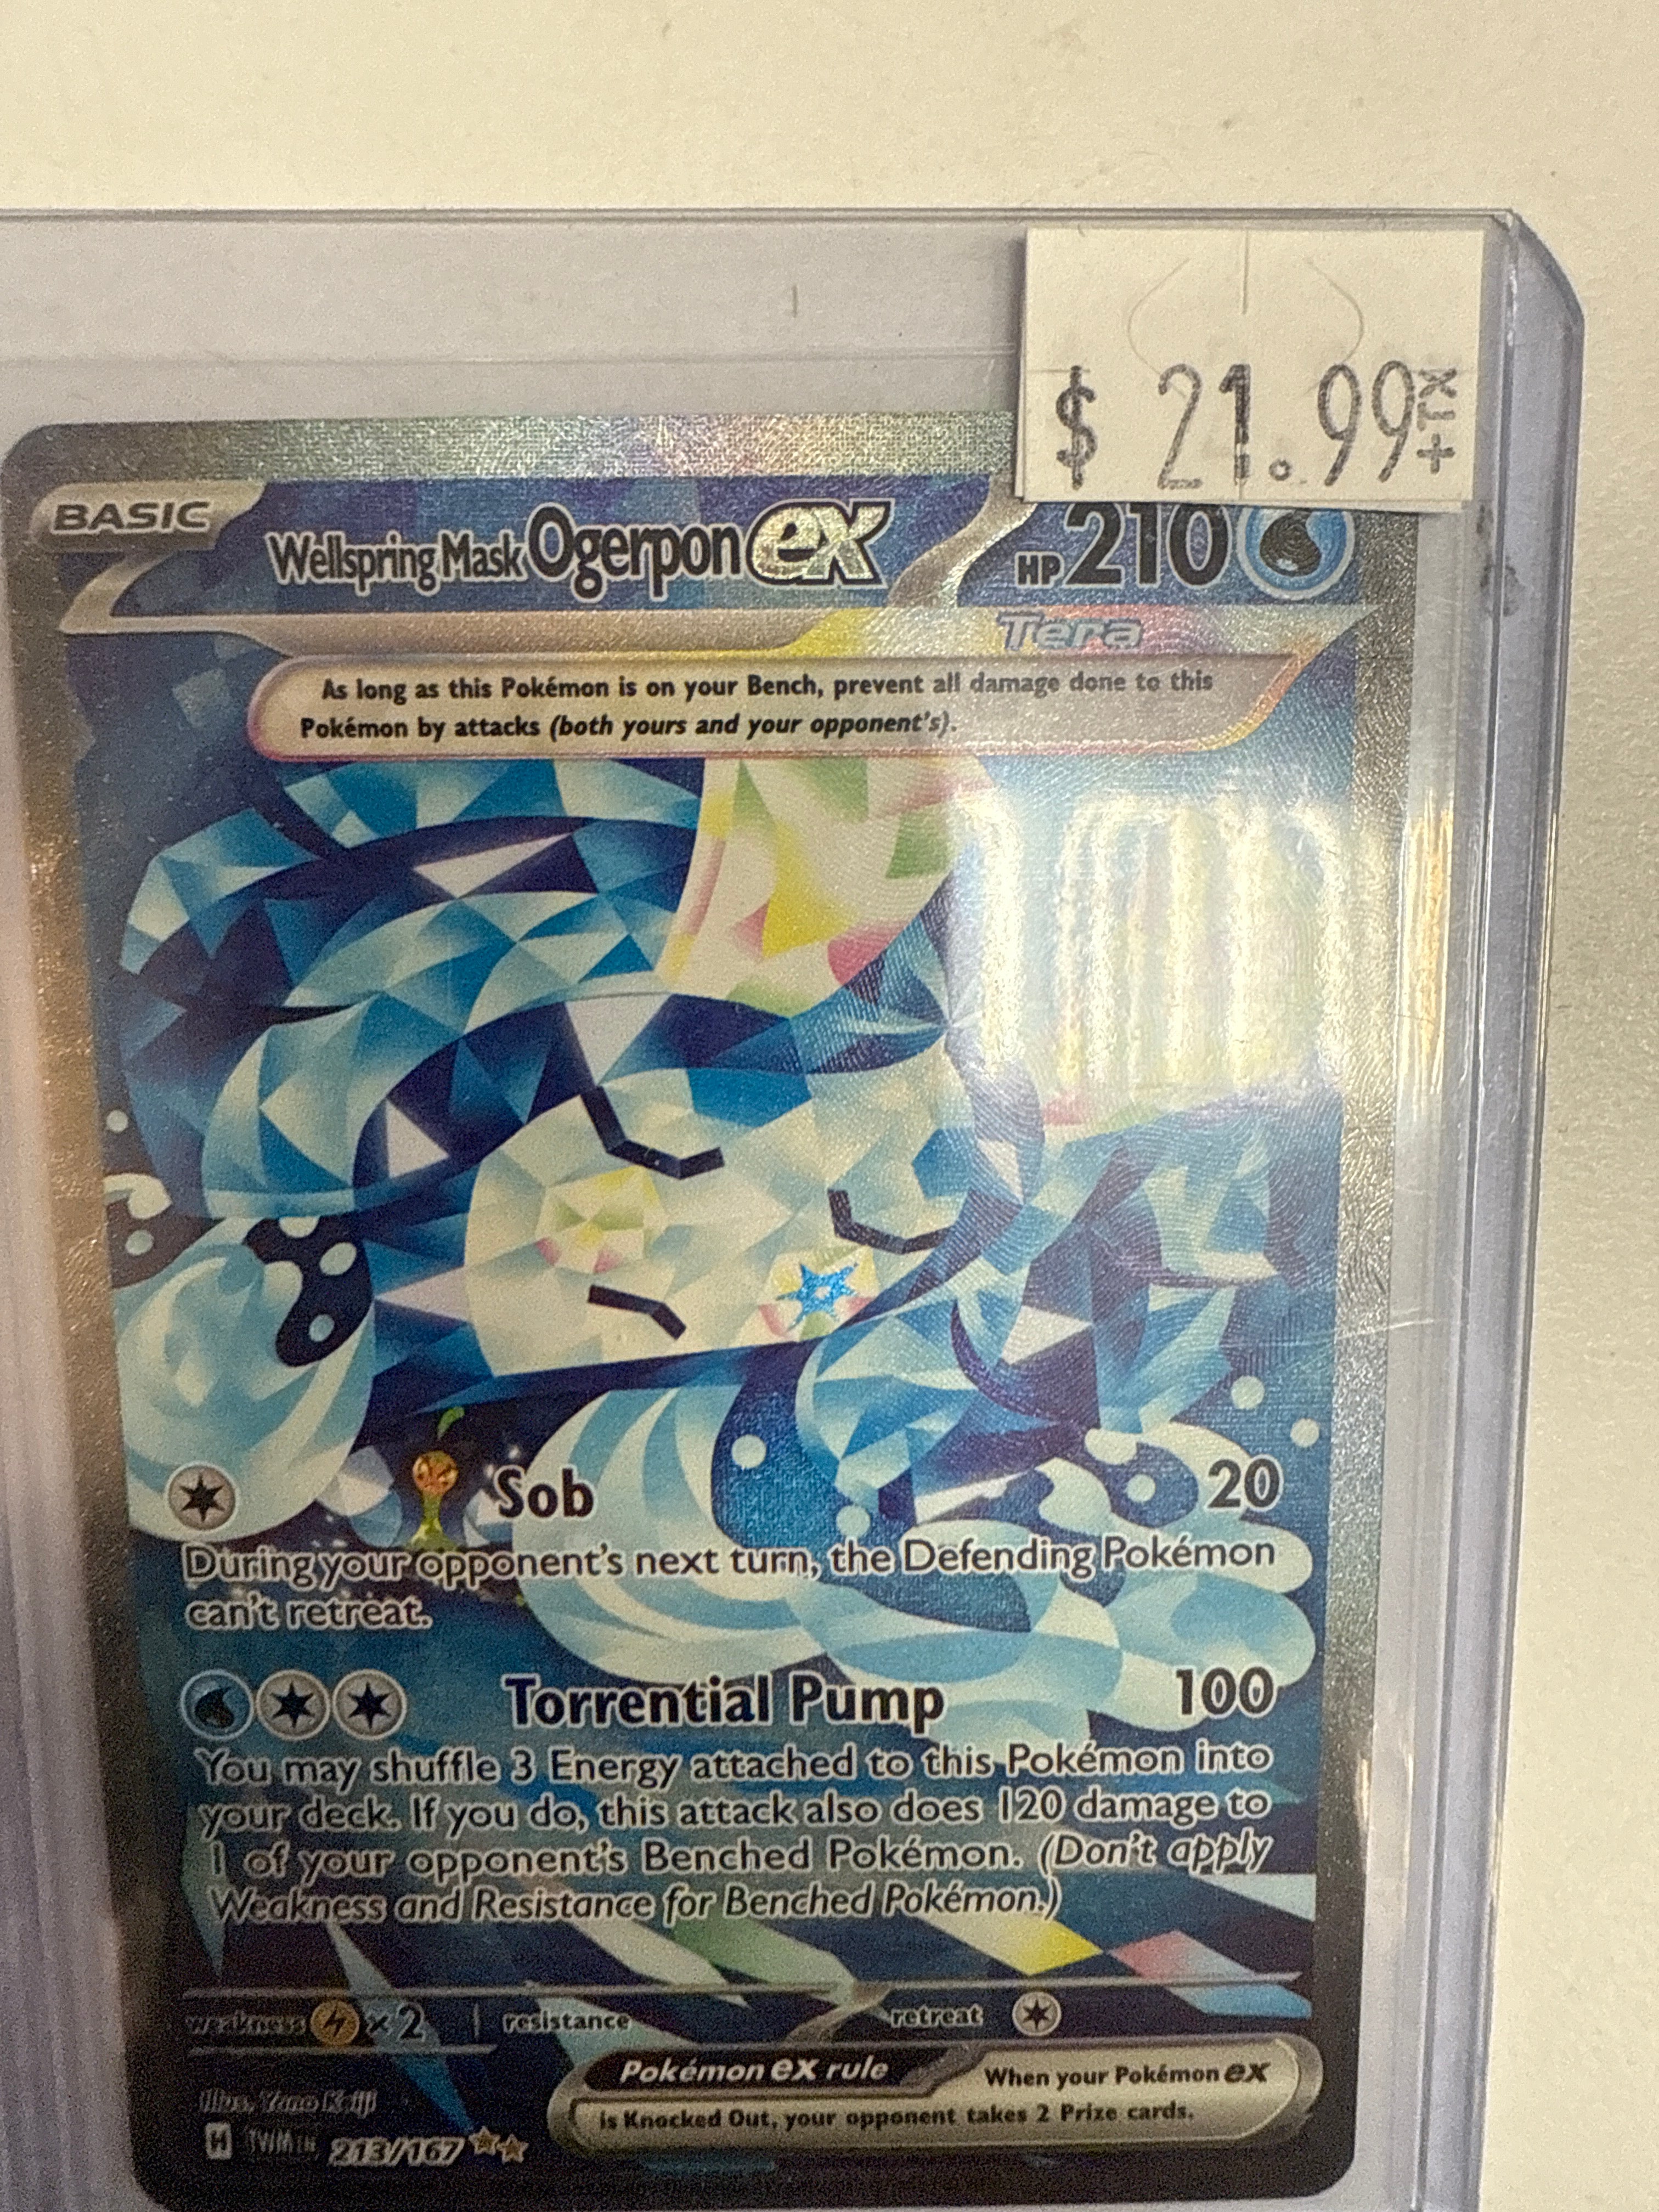 $ 21.99 +TX
BASIC
Wellspring Mask Ogerpon ex HP 210
Tera
As long as this Pokémon is on your Bench, prevent all damage done to this
Pokémon by attacks (both yours and your opponent's).
Sob 20
During your opponent's next turn, the Defending Pokémon
can't retreat.
Torrential Pump 100
You may shuffle 3 Energy attached to this Pokémon into
your deck. If you do, this attack also does 120 damage to
1 of your opponent's Benched Pokémon. (Don't apply
Weakness and Resistance for Benched Pokémon.)
weakness ×2 resistance retreat
Pokémon ex rule When your Pokémon ex
is Knocked Out, your opponent takes 2 Prize cards.
Illus. Yano Keiji
H TWM EN 213/167